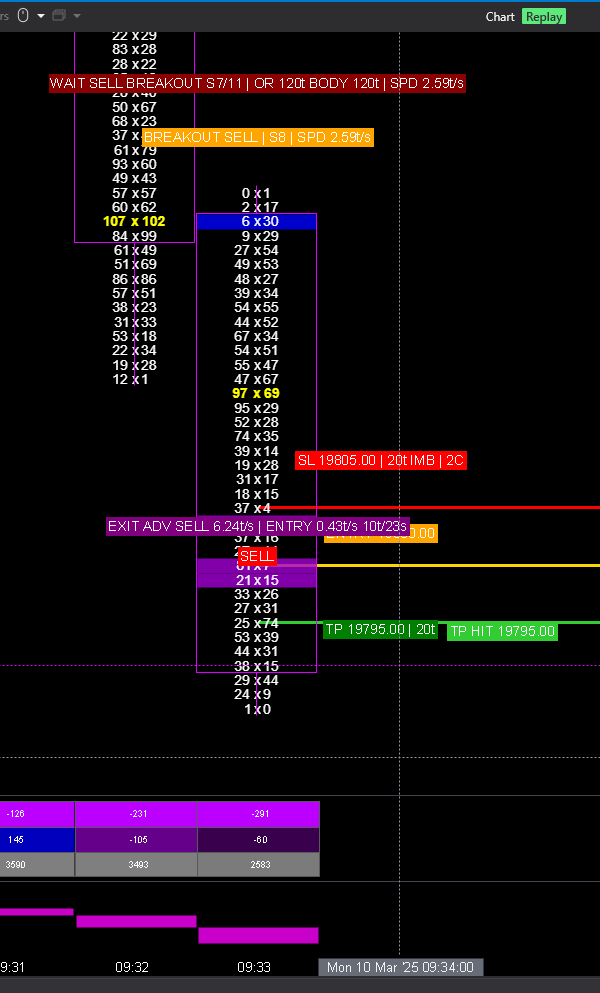 rs
Chart Replay
22 x 29
83 x 28
28 x 22
WAIT SELL BREAKOUT S7/11 | OR 120t BODY 120t | SPD 2.59t/s
50 x 67
68 x 23
37 x
BREAKOUT SELL | S8 | SPD 2.59t/s
61 x 79
93 x 60
49 x 43
57 x 57
60 x 62
107 x 102
84 x 99
61 x 49
51 x 69
86 x 86
57 x 51
38 x 23
31 x 33
53 x 18
22 x 34
19 x 28
12 x 1
0 x 1
2 x 17
6 x 30
9 x 29
27 x 54
49 x 53
48 x 27
39 x 34
54 x 55
44 x 52
67 x 34
54 x 51
55 x 47
47 x 67
97 x 69
95 x 29
52 x 28
74 x 35
39 x 14
19 x 28
31 x 17
18 x 15
37 x 4
SL 19805.00 | 20t IMB | 2C
EXIT ADV SELL 6.24t/s | ENTRY 0.43t/s 10t/23s
37 x 16
SELL
21 x 15
33 x 26
27 x 31
25 x 74
53 x 39
44 x 31
38 x 15
29 x 44
24 x 9
1 x 0
TP 19795.00 | 20t
TP HIT 19795.00
-126 -231 -291
145 -105 -60
3590 3493 2583
09:31 09:32 09:33 Mon 10 Mar '25 09:34:00